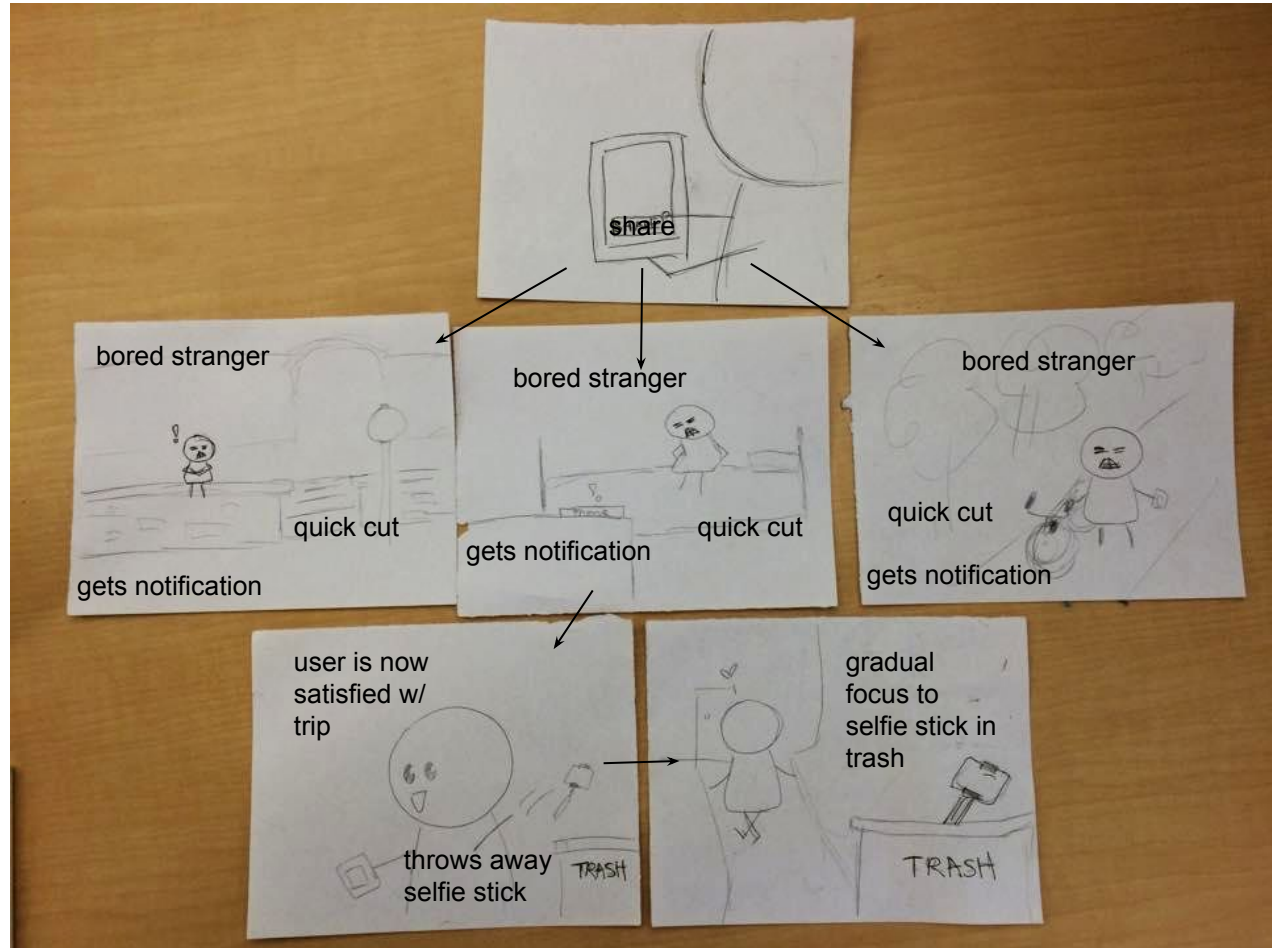 share
bored stranger
quick cut
gets notification
bored stranger
Phone
gets notification
quick cut
bored stranger
quick cut
gets notification
user is now
satisfied w/
trip
throws away
selfie stick
TRASH
gradual
focus to
selfie stick in
trash
TRASH